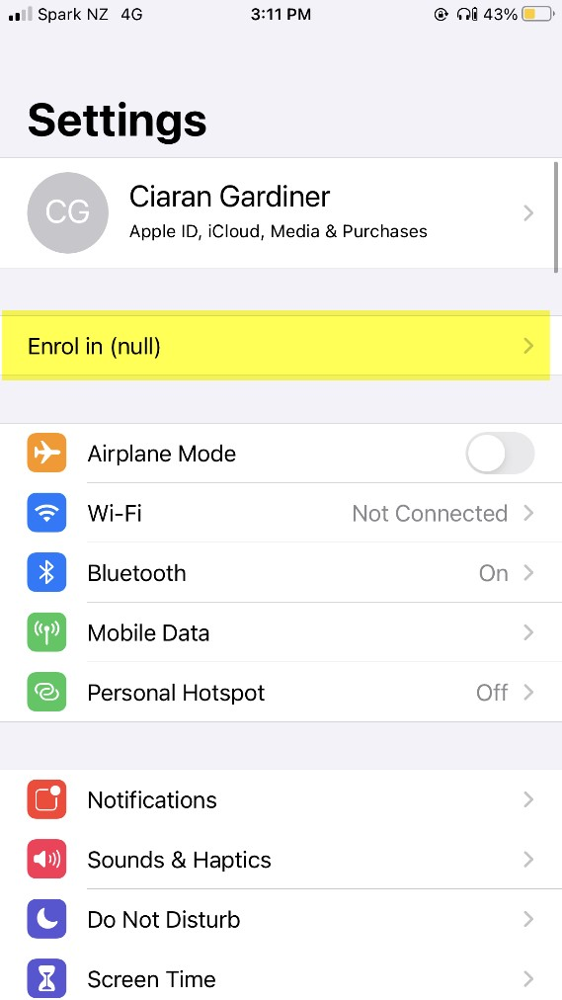 Spark NZ 4G 3:11 PM 43%
Settings
CG
Ciaran Gardiner
Apple ID, iCloud, Media & Purchases
Enrol in (null)
Airplane Mode
Wi-Fi Not Connected
Bluetooth On
Mobile Data
Personal Hotspot Off
Notifications
Sounds & Haptics
Do Not Disturb
Screen Time